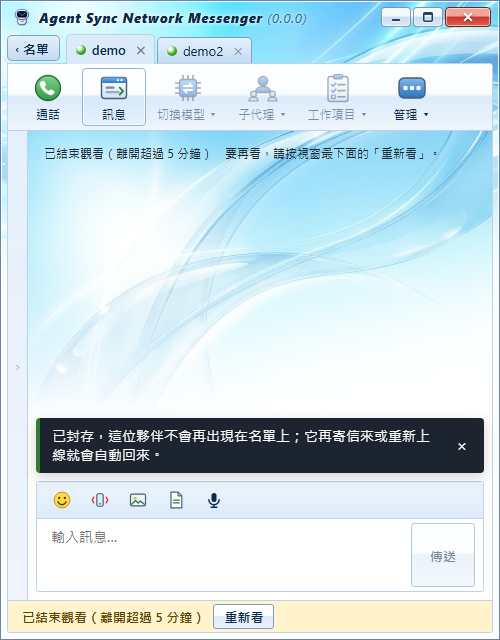 Agent Sync Network Messenger (0.0.0)
‹ 名單
demo
demo2
通話
訊息
切換模型
子代理
工作項目
管理
已結束觀看（離開超過 5 分鐘）　要再看，請按視窗最下面的「重新看」。
已封存，這位夥伴不會再出現在名單上；它再寄信來或重新上
線就會自動回來。
輸入訊息...
傳送
已結束觀看（離開超過 5 分鐘）
重新看